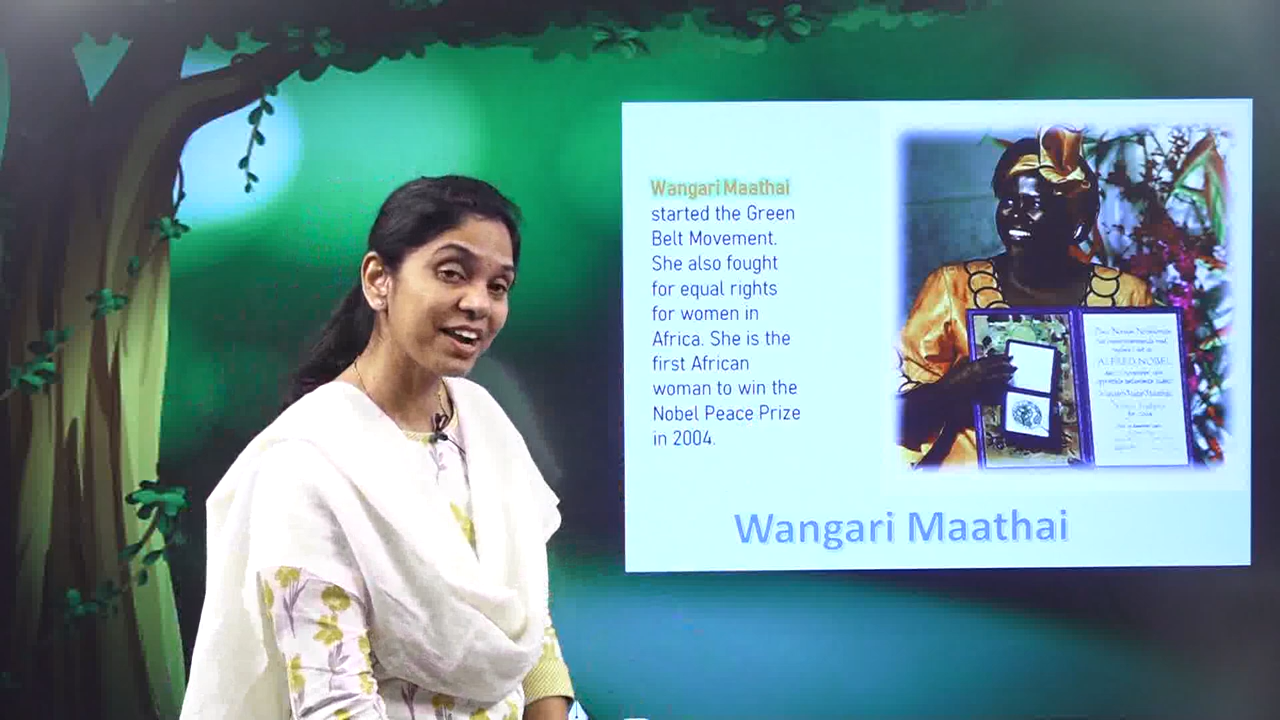 Wangari Maathai
started the Green
Belt Movement.
She also fought
for equal rights
for women in
Africa. She is the
first African
woman to win the
Nobel Peace Prize
in 2004.
ALFRED NOBEL
Wangari Maathai